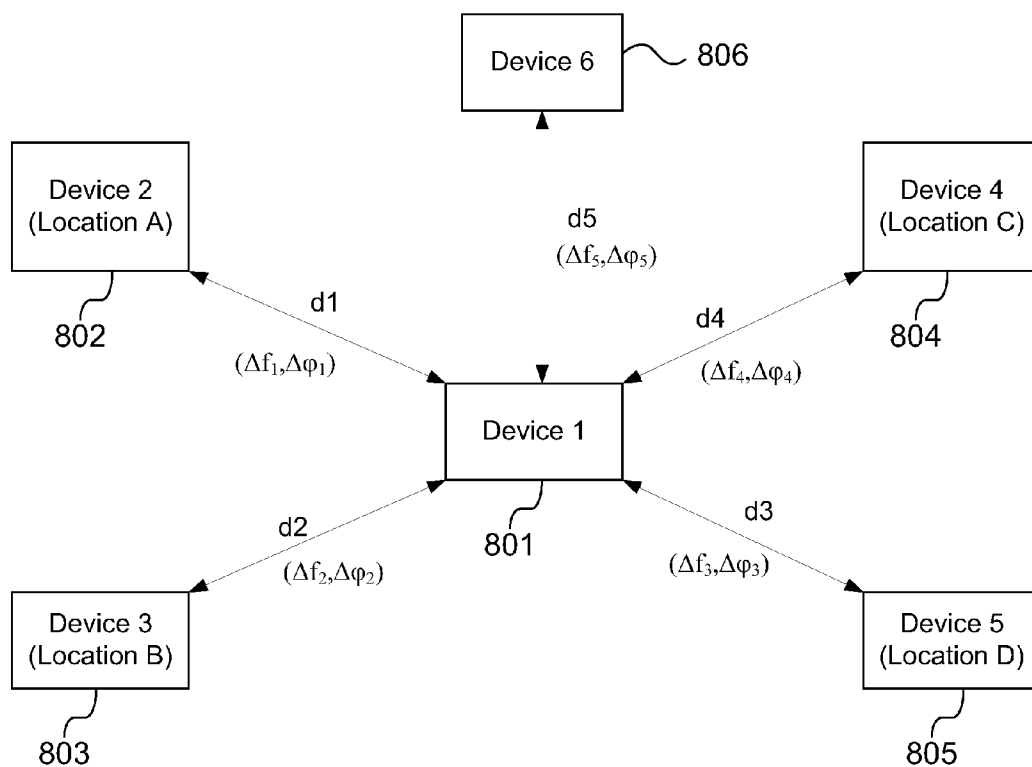 Device 6
806
Device 2
(Location A)
802
Device 4
(Location C)
804
d5
(Δf₅,Δφ₅)
d1
(Δf₁,Δφ₁)
d4
(Δf₄,Δφ₄)
Device 1
801
d2
(Δf₂,Δφ₂)
d3
(Δf₃,Δφ₃)
Device 3
(Location B)
803
Device 5
(Location D)
805